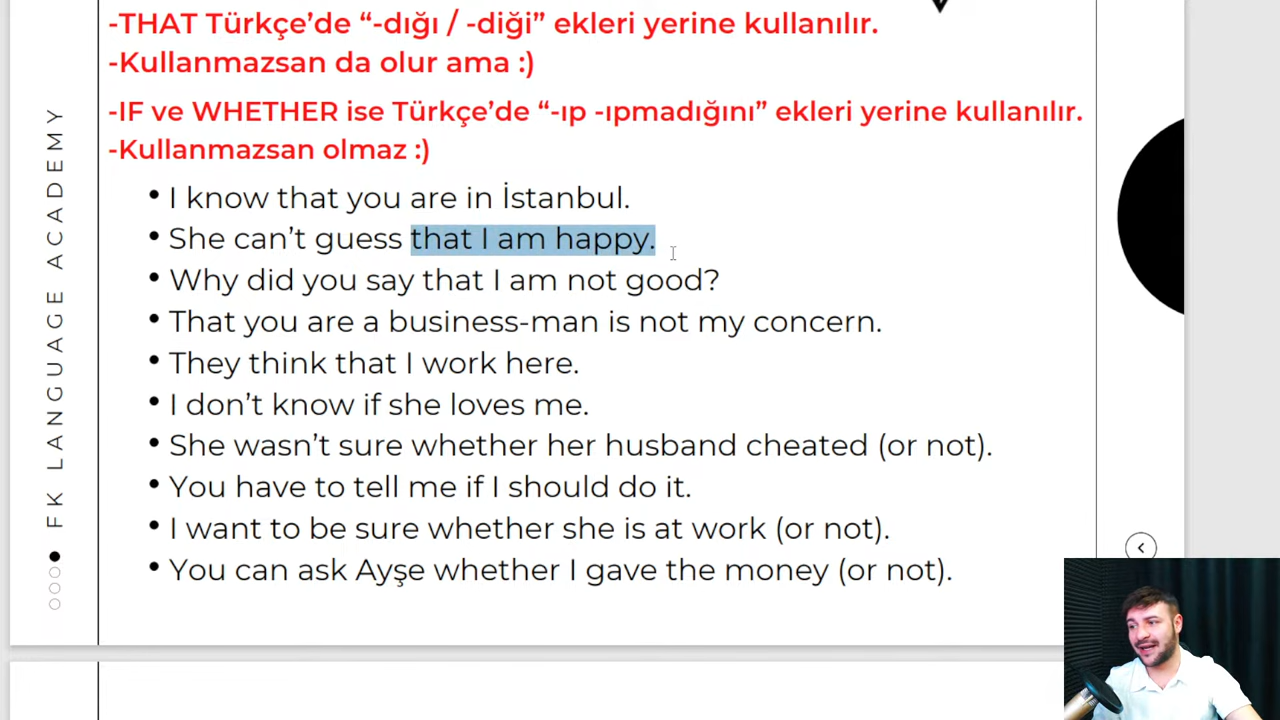 -THAT Türkçe’de “-dığı / -diği” ekleri yerine kullanılır.
-Kullanmazsan da olur ama :)
-IF ve WHETHER ise Türkçe’de “-ıp -ıpmadığını” ekleri yerine kullanılır.
-Kullanmazsan olmaz :)
• I know that you are in İstanbul.
• She can’t guess that I am happy.
• Why did you say that I am not good?
• That you are a business-man is not my concern.
• They think that I work here.
• I don’t know if she loves me.
• She wasn’t sure whether her husband cheated (or not).
• You have to tell me if I should do it.
• I want to be sure whether she is at work (or not).
• You can ask Ayşe whether I gave the money (or not).
FK LANGUAGE ACADEMY